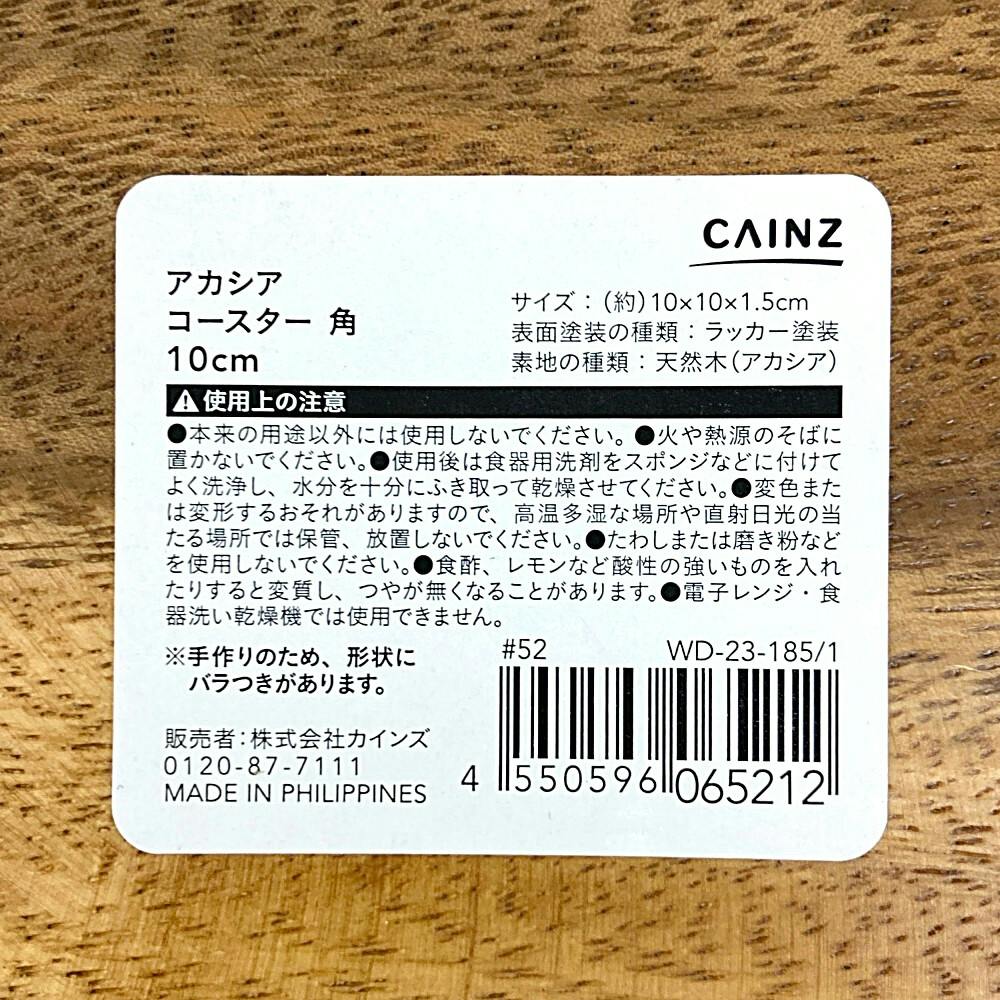 CAINZ
アカシア
コースター 角
10cm
サイズ：(約)10×10×1.5cm
表面塗装の種類：ラッカー塗装
素地の種類：天然木(アカシア)
使用上の注意
●本来の用途以外には使用しないでください。●火や熱源のそばに
置かないでください。●使用後は食器用洗剤をスポンジなどに付けて
よく洗浄し、水分を十分にふき取って乾燥させてください。●変色また
は変形するおそれがありますので、高温多湿な場所や直射日光の当
たる場所では保管、放置しないでください。●たわしまたは磨き粉など
を使用しないでください。●食酢、レモンなど酸性の強いものを入れ
たりすると変質し、つやが無くなることがあります。●電子レンジ・食
器洗い乾燥機では使用できません。
※手作りのため、形状に
バラつきがあります。
販売者：株式会社カインズ
0120-87-7111
MADE IN PHILIPPINES
#52 WD-23-185/1
4 550596 065212